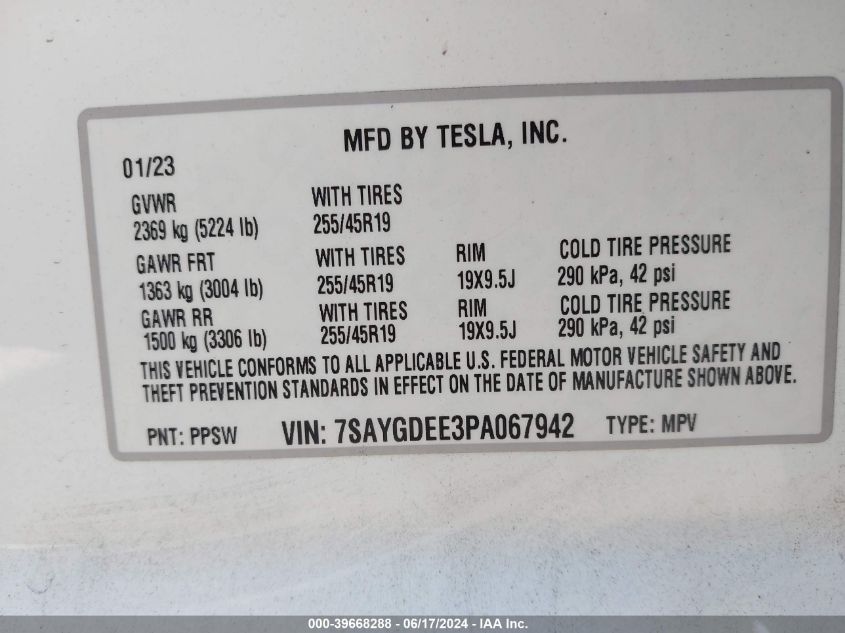 MFD BY TESLA, INC.
01/23
GVWR WITH TIRES
2369 kg (5224 lb) 255/45R19
GAWR FRT WITH TIRES RIM COLD TIRE PRESSURE
1363 kg (3004 lb) 255/45R19 19X9.5J 290 kPa, 42 psi
GAWR RR WITH TIRES RIM COLD TIRE PRESSURE
1500 kg (3306 lb) 255/45R19 19X9.5J 290 kPa, 42 psi
THIS VEHICLE CONFORMS TO ALL APPLICABLE U.S. FEDERAL MOTOR VEHICLE SAFETY AND
THEFT PREVENTION STANDARDS IN EFFECT ON THE DATE OF MANUFACTURE SHOWN ABOVE.
PNT: PPSW VIN: 7SAYGDEE3PA067942 TYPE: MPV
000-39668288 - 06/17/2024 - IAA Inc.